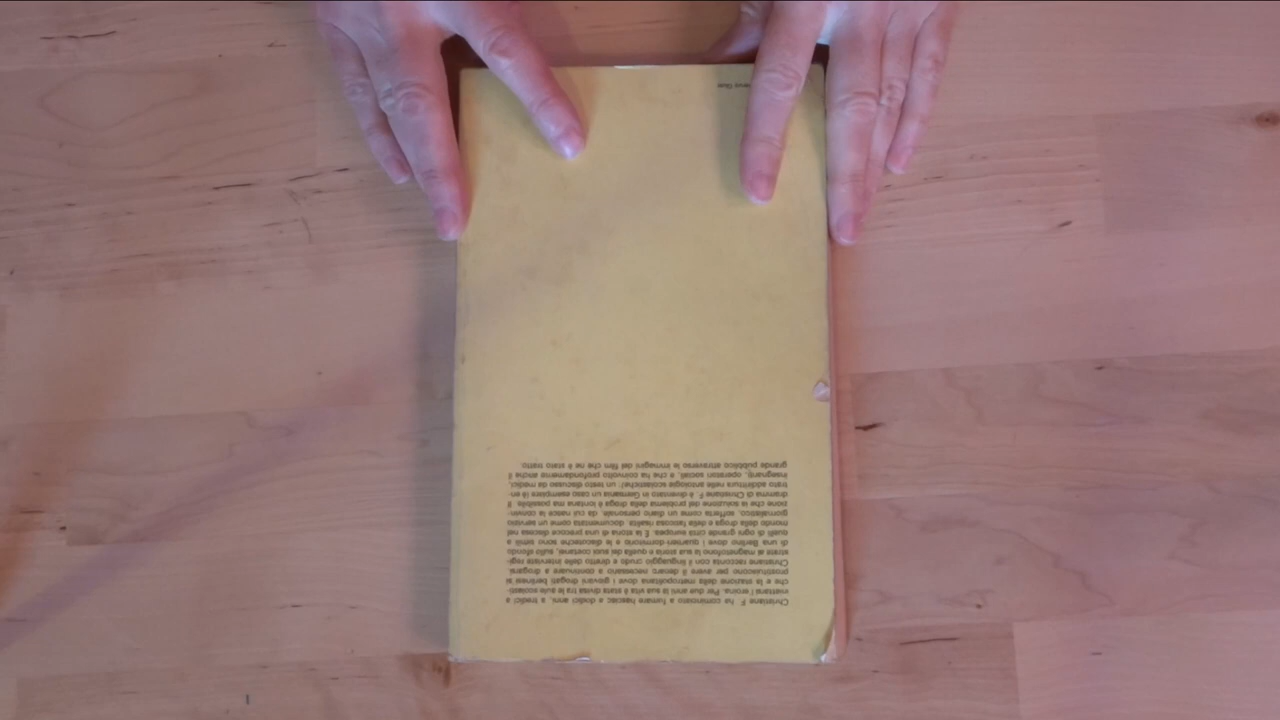 Christiane F. ha cominciato a fumare hascisc a dodici anni, a tredici a
iniettarsi l'eroina. Per due anni la sua vita è stata divisa tra le aule scolasti-
che e la stazione della metropolitana dove i giovani drogati berlinesi si
prostituiscono per avere il denaro necessario a continuare a drogarsi.
Christiane racconta con il linguaggio crudo e diretto delle interviste regi-
strate al magnetofono la sua storia e quella dei suoi coetanei, sullo sfondo
di una Berlino dove i quartieri-dormitorio e le discoteche sono simili a
quelli di ogni grande città europea. È la storia di una precoce discesa nel
mondo della droga e della faticosa risalita, documentata come un servizio
giornalistico, sofferta come un diario personale, da cui nasce la convin-
zione che la soluzione del problema della droga è lontana ma possibile. Il
dramma di Christiane F. è diventato in Germania un caso esemplare (è en-
trato addirittura nelle antologie scolastiche): un testo discusso da medici,
insegnanti, operatori sociali, e che ha coinvolto profondamente anche il
grande pubblico attraverso le immagini del film che ne è stato tratto.